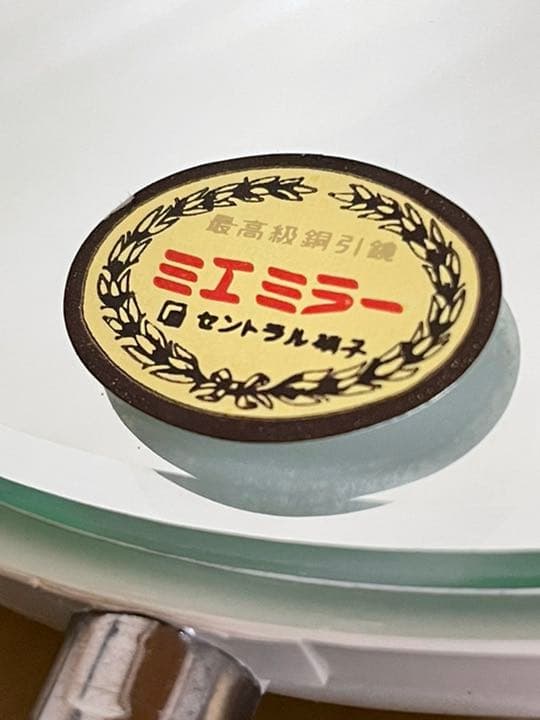 最高級銅引鏡
ミエミラー
セントラル硝子